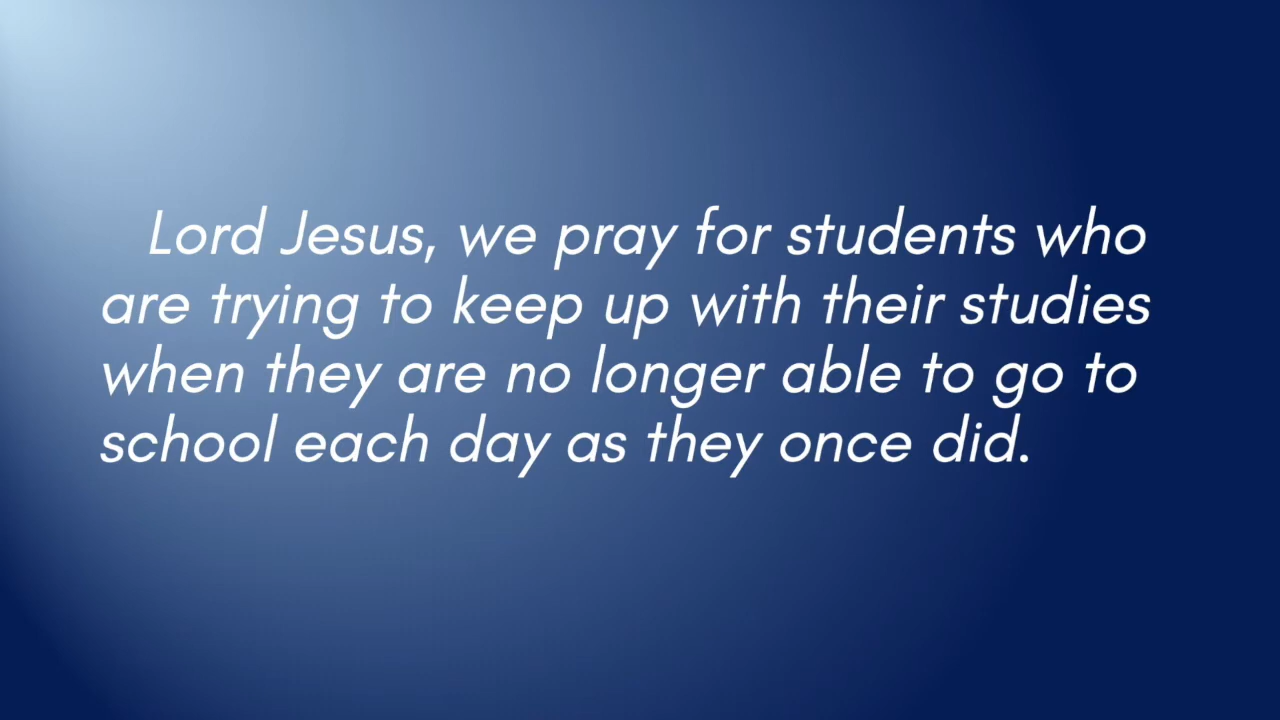 Lord Jesus, we pray for students who
are trying to keep up with their studies
when they are no longer able to go to
school each day as they once did.